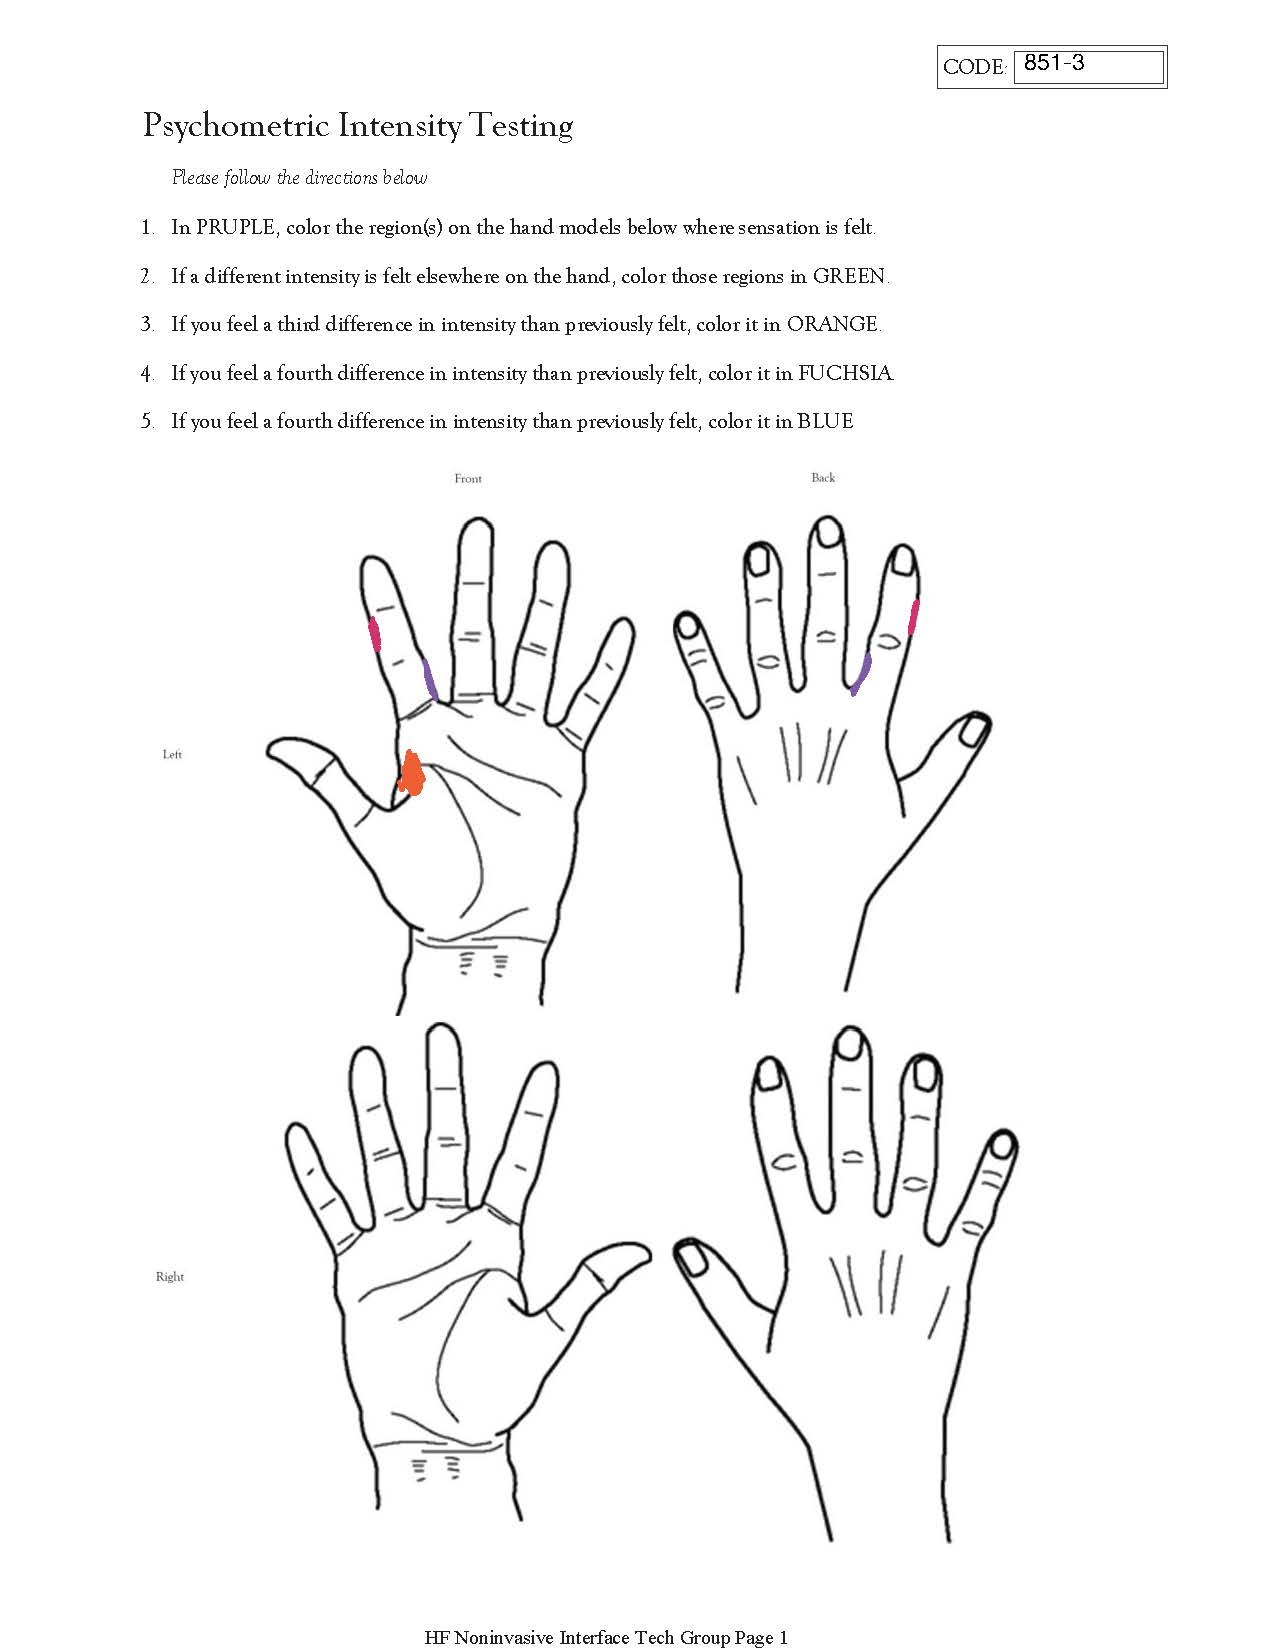 CODE: 851-3
Psychometric Intensity Testing
Please follow the directions below
1. In PRUPLE, color the region(s) on the hand models below where sensation is felt.
2. If a different intensity is felt elsewhere on the hand, color those regions in GREEN.
3. If you feel a third difference in intensity than previously felt, color it in ORANGE.
4. If you feel a fourth difference in intensity than previously felt, color it in FUCHSIA.
5. If you feel a fourth difference in intensity than previously felt, color it in BLUE
Front Back
Left
Right
HF Noninvasive Interface Tech Group Page 1